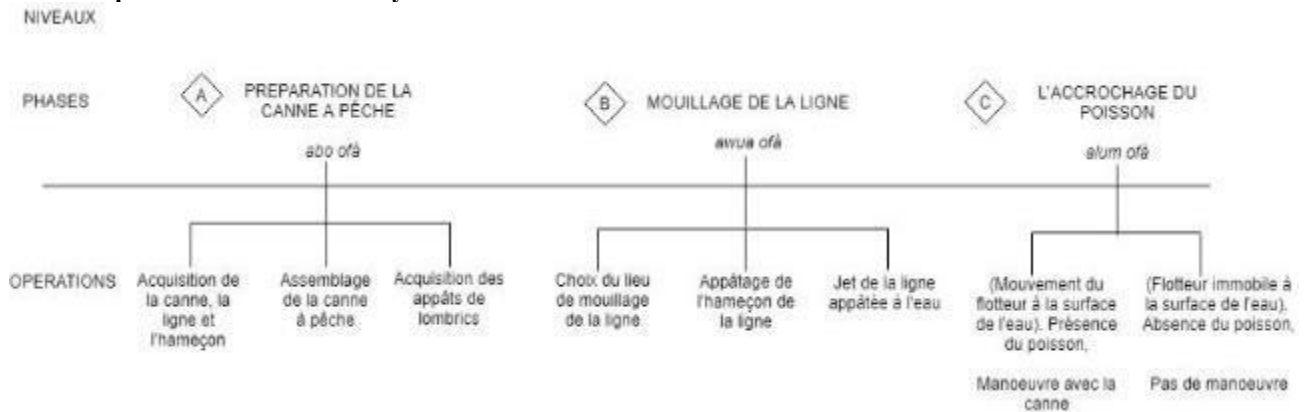 NIVEAUX
PHASES
A
PREPARATION DE LA
CANNE A PÊCHE
abo ofà
B
MOUILLAGE DE LA LIGNE
awua ofà
C
L'ACCROCHAGE DU
POISSON
alum ofà
OPERATIONS
Acquisition de
la canne, la
ligne et
l'hameçon
Assemblage
de la canne
à pêche
Acquisition des
appâts de
lombrics
Choix du lieu
de mouillage
de la ligne
Appâtage de
l'hameçon de
la ligne
Jet de la ligne
appâtée à l'eau
(Mouvement du
flotteur à la surface
de l'eau). Présence
du poisson,
Manoeuvre avec la
canne
(Flotteur immobile à
la surface de l'eau).
Absence du poisson,
Pas de manoeuvre